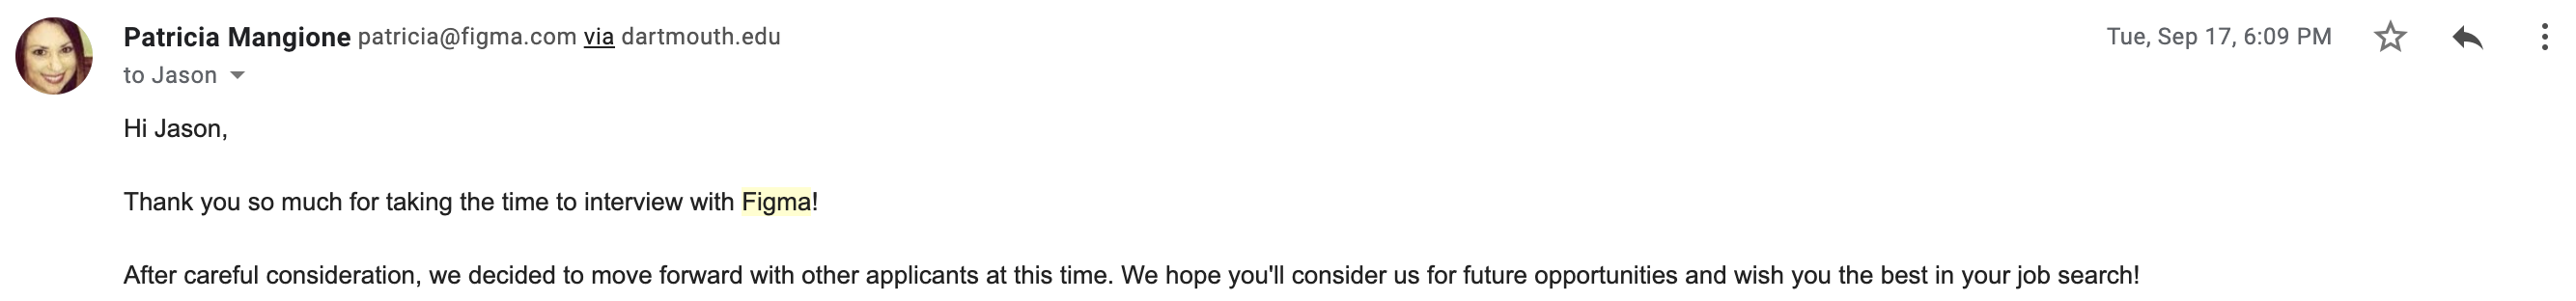 Patricia Mangione patricia@figma.com via dartmouth.edu Tue, Sep 17, 6:09 PM
to Jason
Hi Jason,
Thank you so much for taking the time to interview with Figma!
After careful consideration, we decided to move forward with other applicants at this time. We hope you'll consider us for future opportunities and wish you the best in your job search!